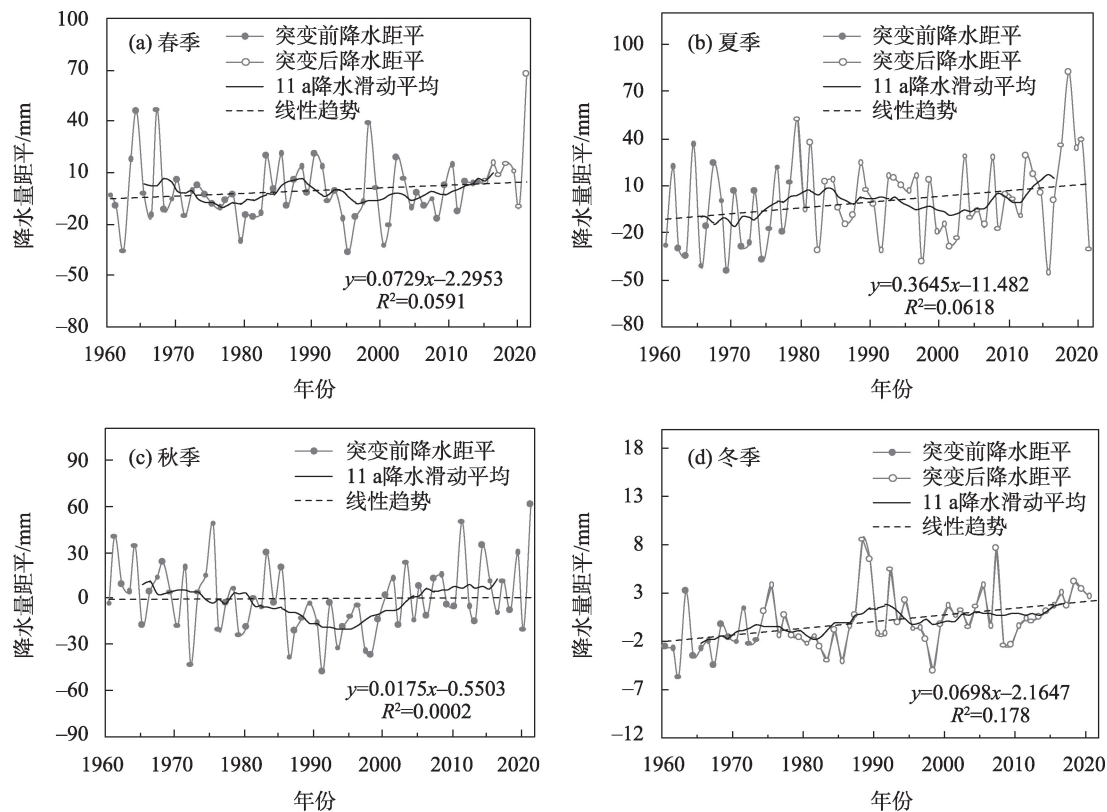 (a) 春季
突变前降水距平
突变后降水距平
11 a降水滑动平均
线性趋势
100
70
40
10
–20
–50
–80
降水量距平/mm
y=0.0729x–2.2953
R²=0.0591
1960 1970 1980 1990 2000 2010 2020
年份
(b) 夏季
突变前降水距平
突变后降水距平
11 a降水滑动平均
线性趋势
100
70
40
10
–20
–50
–80
降水量距平/mm
y=0.3645x–11.482
R²=0.0618
1960 1970 1980 1990 2000 2010 2020
年份
(c) 秋季
突变前降水距平
11 a降水滑动平均
线性趋势
90
60
30
0
–30
–60
–90
降水量距平/mm
y=0.0175x–0.5503
R²=0.0002
1960 1970 1980 1990 2000 2010 2020
年份
(d) 冬季
突变前降水距平
突变后降水距平
11 a降水滑动平均
线性趋势
18
13
8
3
–2
–7
–12
降水量距平/mm
y=0.0698x–2.1647
R²=0.178
1960 1970 1980 1990 2000 2010 2020
年份